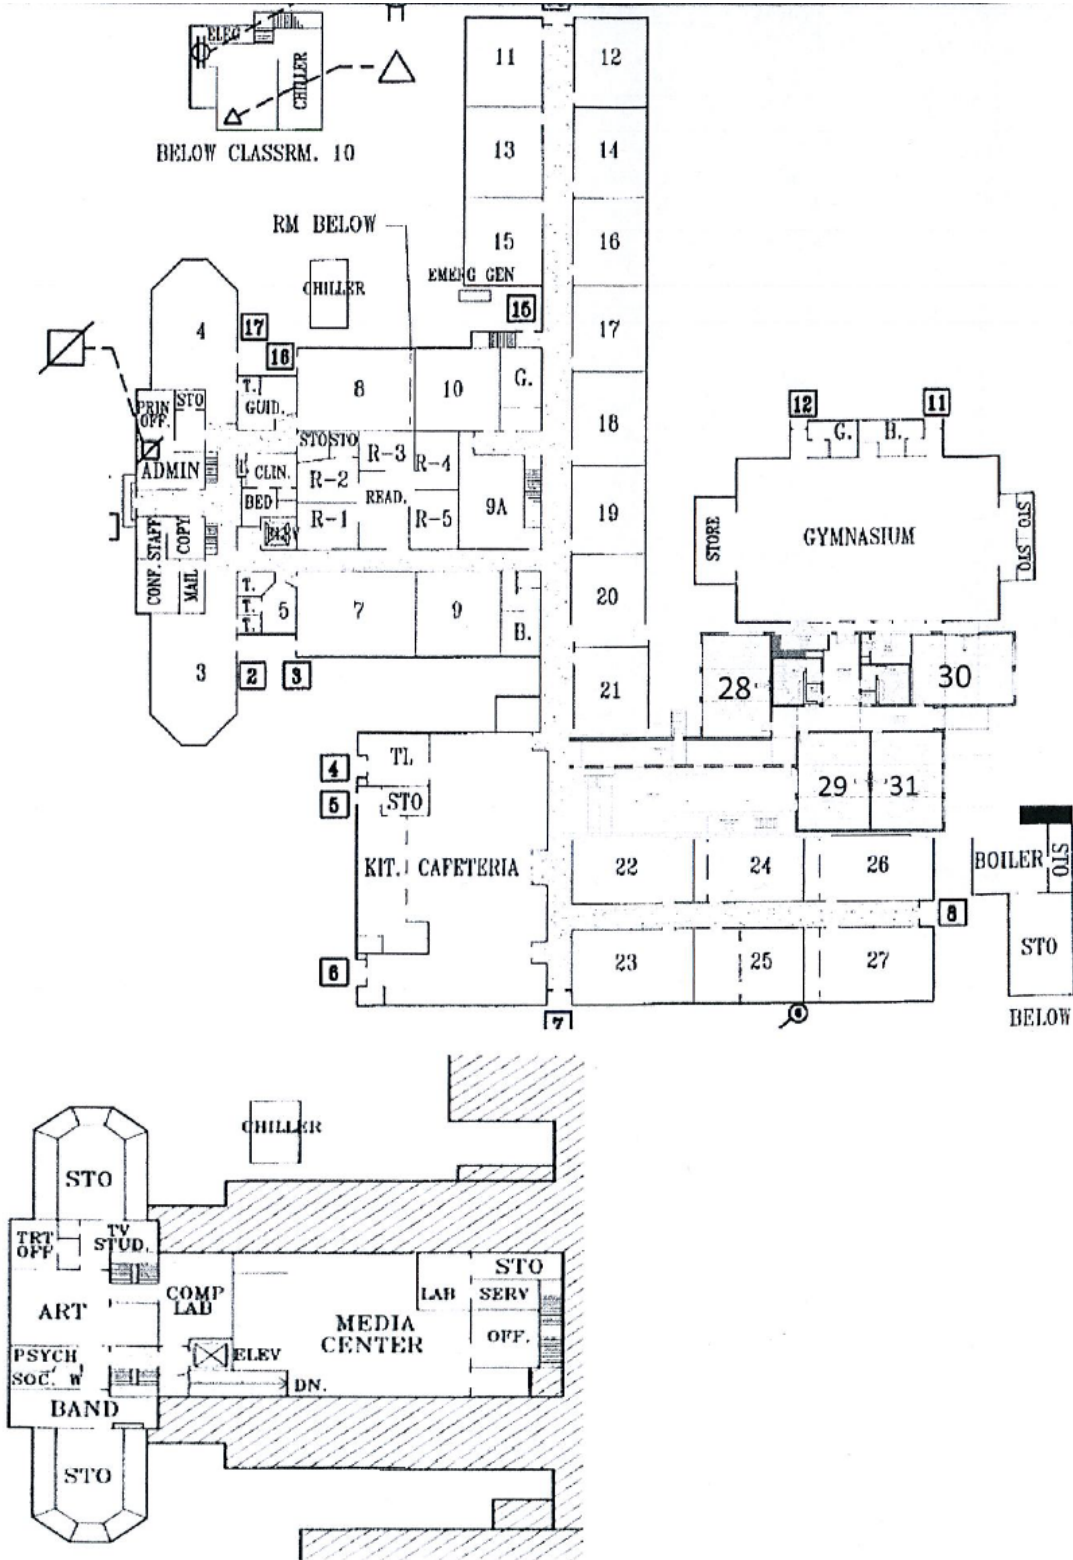 ELEC
CHILLER
BELOW CLASSRM. 10
11
12
13
14
RM BELOW
15
16
EMERG GEN
CHILLER
15
17
4
17
16
8
10
G.
T.
GUID.
STO
PRIN
OFF.
18
12
11
G.
B.
STO STO
R-3
R-4
ADMIN
CLIN.
R-2
READ.
9A
BED
R-1
R-5
19
STORE
GYMNASIUM
STO
STO
STAFF
COPY
ELEV
CONF.
MAIL
T.
T.
T.
5
7
9
B.
20
3
2
3
21
28
30
4
TL
5
STO
29
31
KIT.
CAFETERIA
22
24
26
BOILER
STO
8
6
23
25
27
STO
7
BELOW
CHILLER
STO
TRT
OFF
TV
STUD.
STO
COMP
LAB
LAB
SERV
ART
MEDIA
CENTER
OFF.
PSYCH
ELEV
SOC. W
DN.
BAND
STO